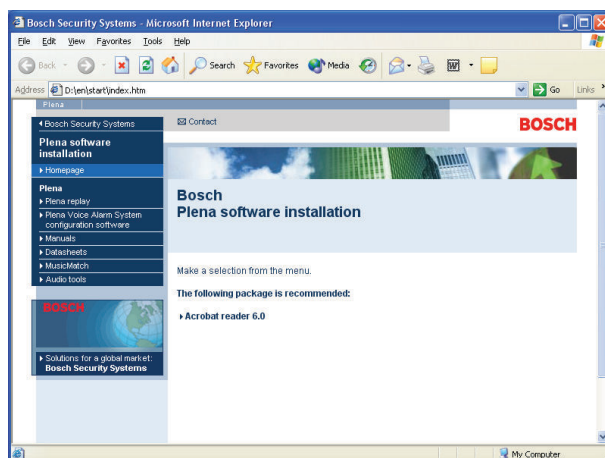 Bosch Security Systems - Microsoft Internet Explorer
File Edit View Favorites Tools Help
Back Search Favorites Media
Address D:\en\start\index.htm Go Links »
Plena
Bosch Security Systems
Contact
BOSCH
Plena software
installation
Homepage
Plena
Plena replay
Plena Voice Alarm System
configuration software
Manuals
Datasheets
MusicMatch
Audio tools
Bosch
Plena software installation
Make a selection from the menu.
The following package is recommended:
Acrobat reader 6.0
BOSCH
Solutions for a global market:
Bosch Security Systems
My Computer